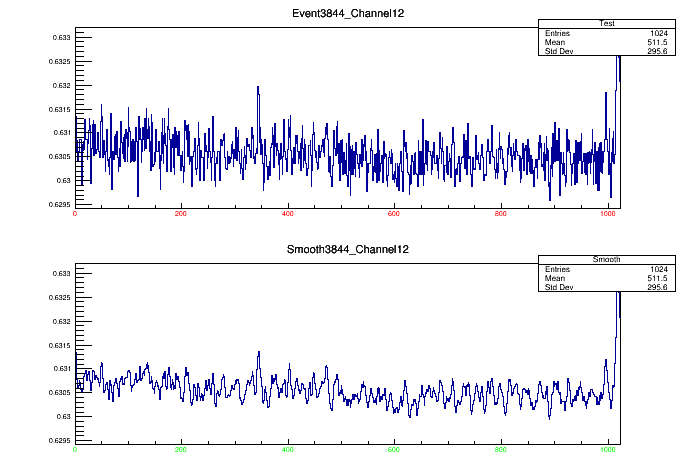 Event3844_Channel12
Test
Entries 1024
Mean 511.5
Std Dev 295.6
0.633
0.6325
0.632
0.6315
0.631
0.6305
0.63
0.6295
0 200 400 600 800 1000
Smooth3844_Channel12
Smooth
Entries 1024
Mean 511.5
Std Dev 295.6
0.633
0.6325
0.632
0.6315
0.631
0.6305
0.63
0.6295
0 200 400 600 800 1000